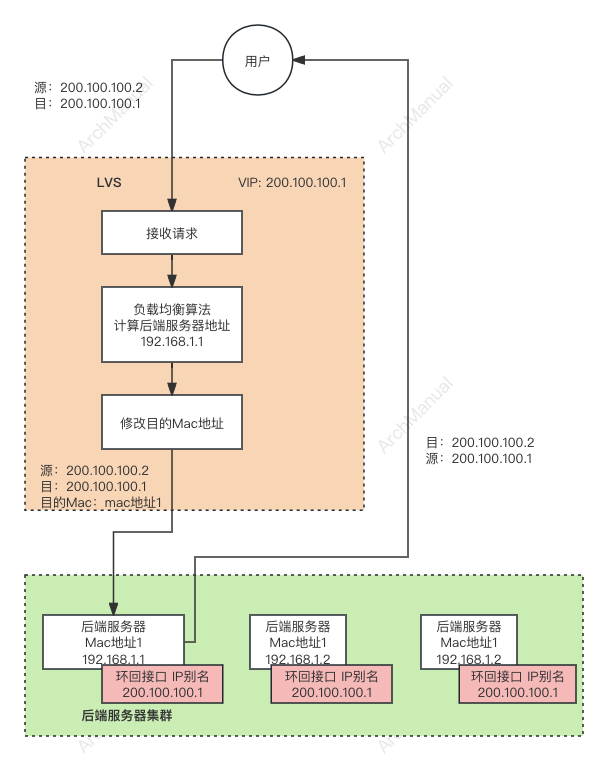 用户
源：200.100.100.2
目：200.100.100.1
ArchManual
ArchManual
LVS
VIP: 200.100.100.1
接收请求
负载均衡算法
计算后端服务器地址
192.168.1.1
修改目的Mac地址
ArchManual
目：200.100.100.2
源：200.100.100.1
源：200.100.100.2
目：200.100.100.1
目的Mac：mac地址1
后端服务器
Mac地址1
192.168.1.1
环回接口 IP别名
200.100.100.1
后端服务器
Mac地址1
192.168.1.2
环回接口 IP别名
200.100.100.1
后端服务器
Mac地址1
192.168.1.2
环回接口 IP别名
200.100.100.1
后端服务器集群